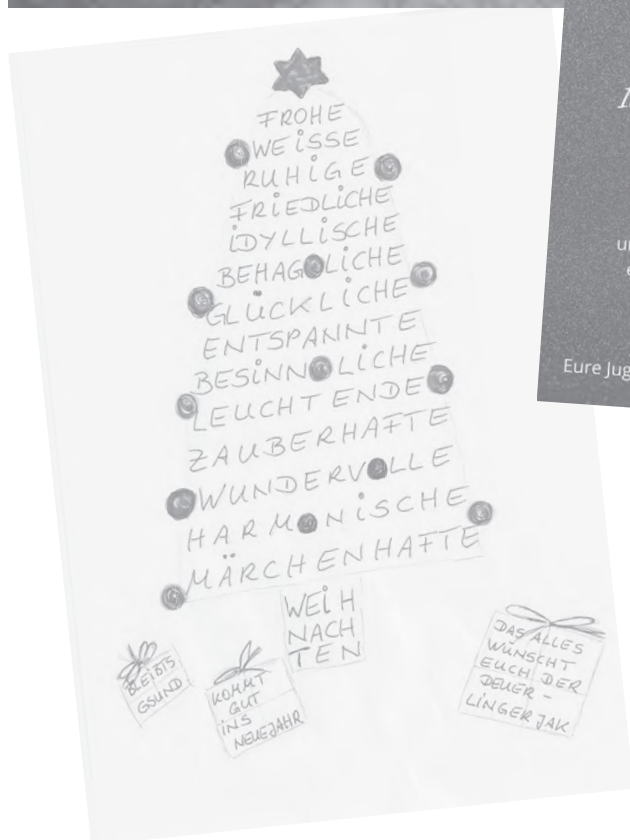 FROHE
WEISSE
RUHIGE
FRIEDLICHE
IDYLLISCHE
BEHAGLICHE
GLÜCKLICHE
ENTSPANNTE
BESINNLICHE
LEUCHTENDE
ZAUBERHAFTE
WUNDERVOLLE
HARMONISCHE
MÄRCHENHAFTE
WEIH
NACH
TEN
BLEIBTS
GSUND
KOMMT
GUT
INS
NEUEJAHR
DAS ALLES
WÜNSCHT
EUCH DER
DEUER-
LINGER JAK
Eure Jug